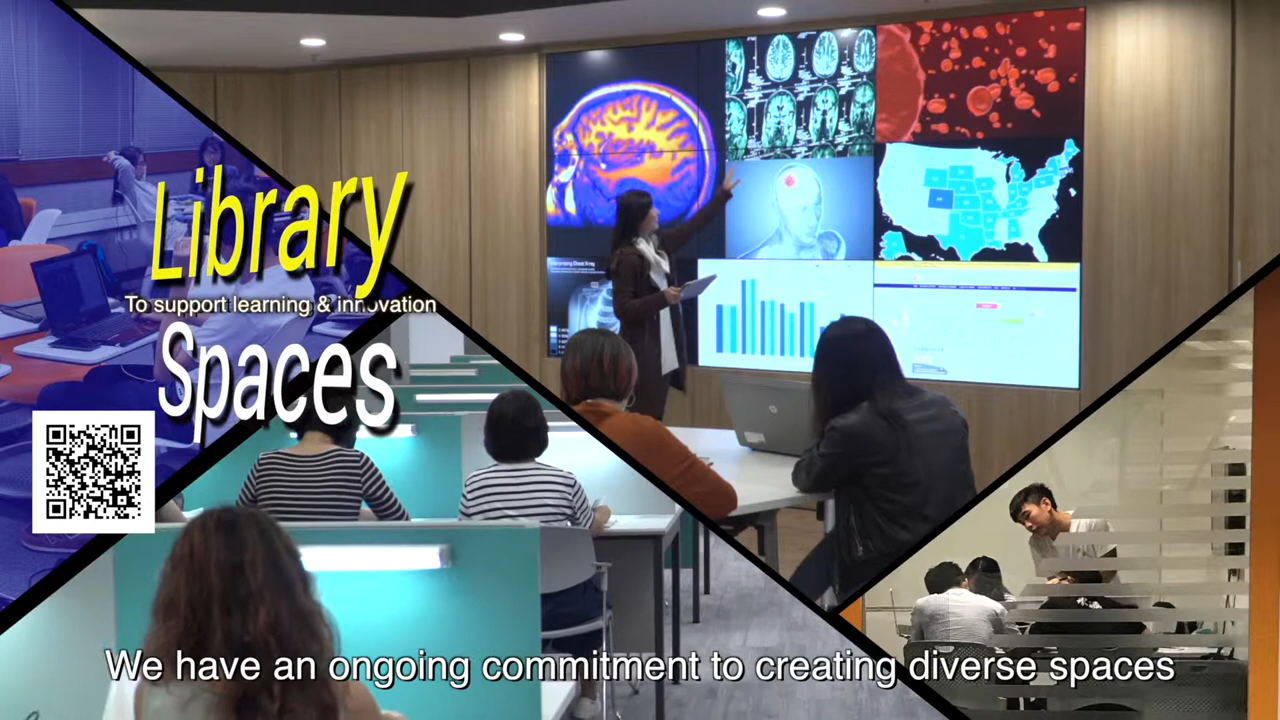 Library
To support learning & innovation
Spaces
We have an ongoing commitment to creating diverse spaces